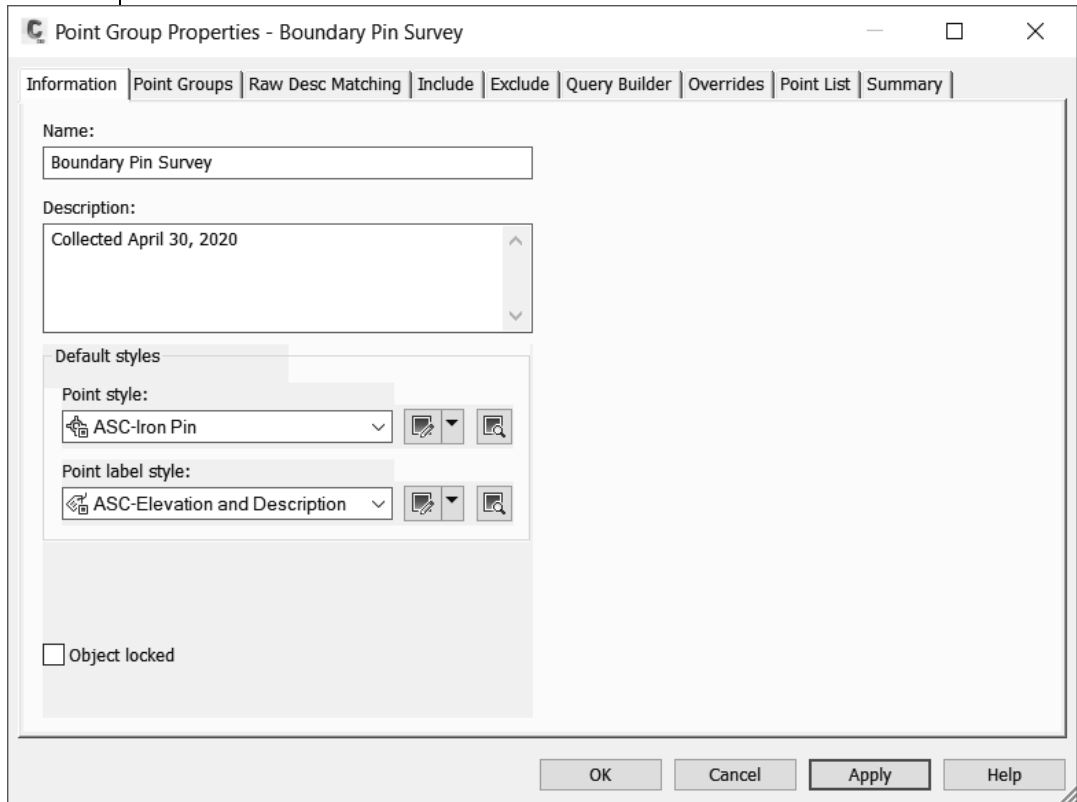 Point Group Properties - Boundary Pin Survey
Information Point Groups Raw Desc Matching Include Exclude Query Builder Overrides Point List Summary
Name:
Boundary Pin Survey
Description:
Collected April 30, 2020
Default styles
Point style:
ASC-Iron Pin
Point label style:
ASC-Elevation and Description
Object locked
OK Cancel Apply Help